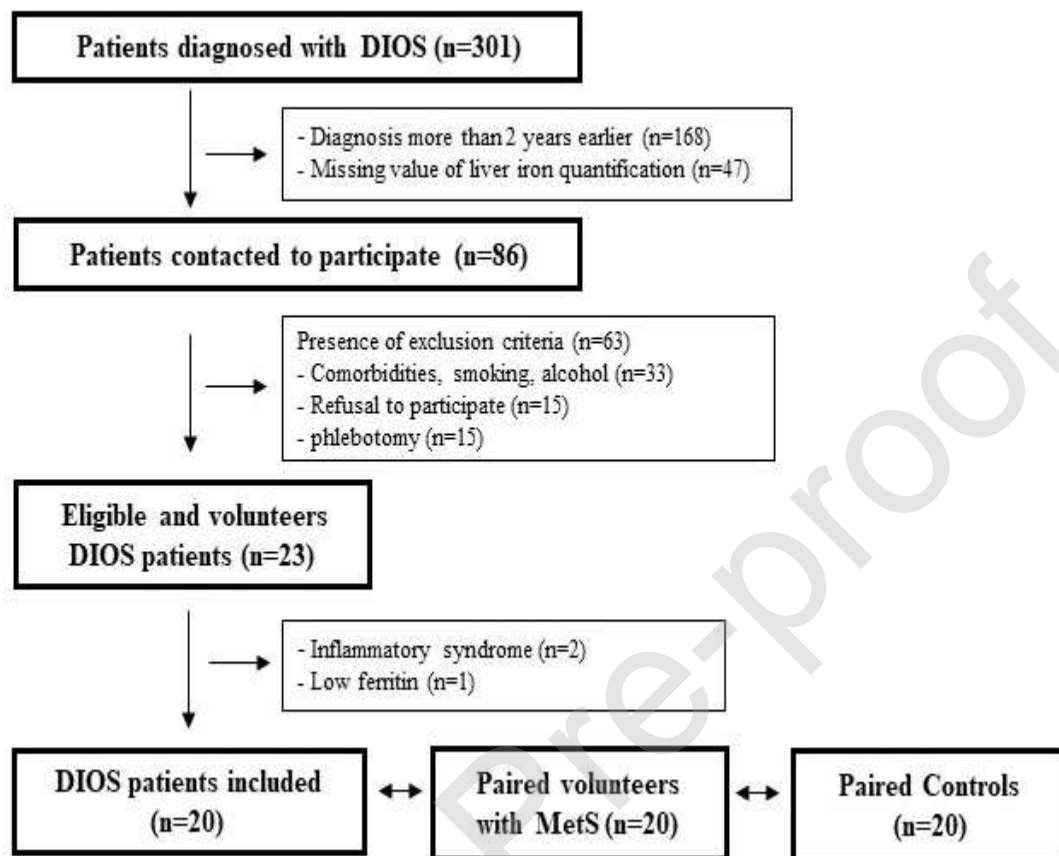 Patients diagnosed with DIOS (n=301)
- Diagnosis more than 2 years earlier (n=168)
- Missing value of liver iron quantification (n=47)
Patients contacted to participate (n=86)
Presence of exclusion criteria (n=63)
- Comorbidities, smoking, alcohol (n=33)
- Refusal to participate (n=15)
- phlebotomy (n=15)
Eligible and volunteers
DIOS patients (n=23)
- Inflammatory syndrome (n=2)
- Low ferritin (n=1)
DIOS patients included
(n=20)
Paired volunteers
with MetS (n=20)
Paired Controls
(n=20)
Pre-proof